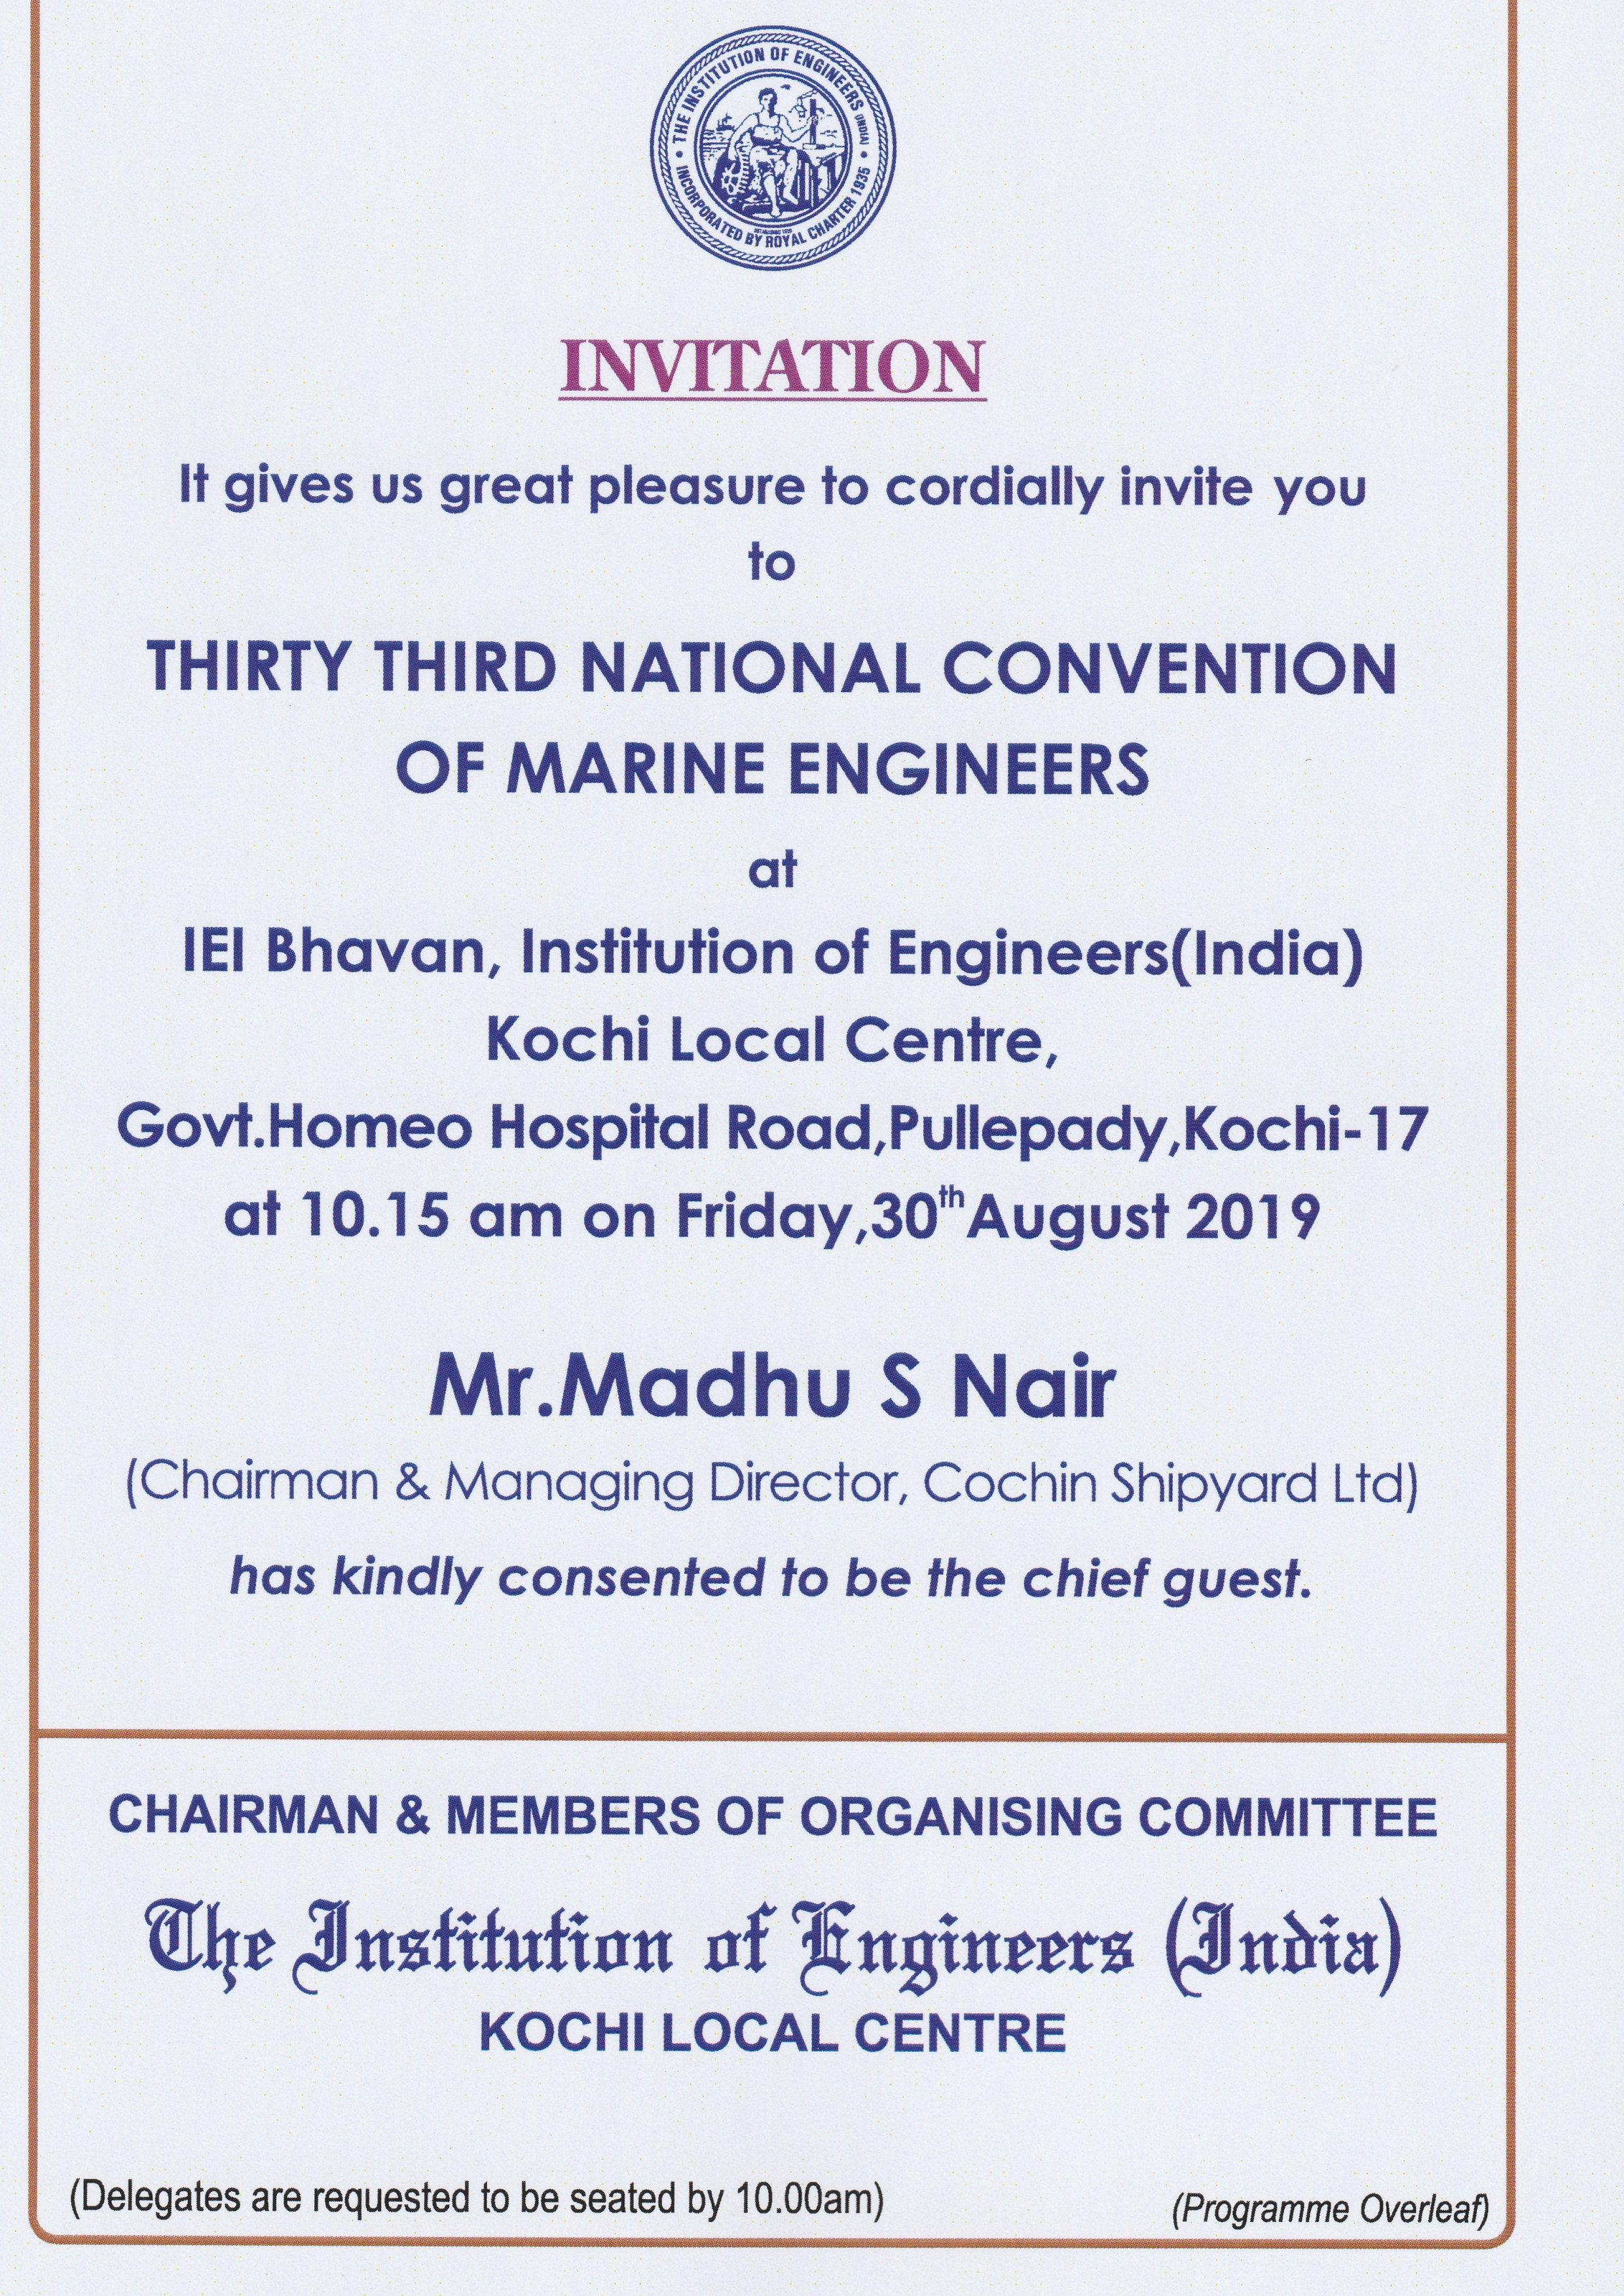 THE INSTITUTION OF ENGINEERS (INDIA)
INCORPORATED BY ROYAL CHARTER 1935
INVITATION
It gives us great pleasure to cordially invite you
to
THIRTY THIRD NATIONAL CONVENTION
OF MARINE ENGINEERS
at
IEI Bhavan, Institution of Engineers(India)
Kochi Local Centre,
Govt.Homeo Hospital Road,Pullepady,Kochi-17
at 10.15 am on Friday,30th August 2019
Mr.Madhu S Nair
(Chairman & Managing Director, Cochin Shipyard Ltd)
has kindly consented to be the chief guest.
CHAIRMAN & MEMBERS OF ORGANISING COMMITTEE
The Institution of Engineers (India)
KOCHI LOCAL CENTRE
(Delegates are requested to be seated by 10.00am)
(Programme Overleaf)